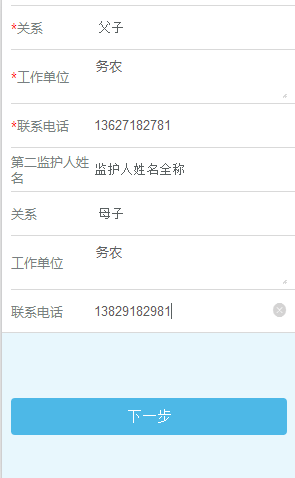 *关系 父子
*工作单位 务农
*联系电话 13627182781
第二监护人姓
名 监护人姓名全称
关系 母子
工作单位 务农
联系电话 13829182981
下一步